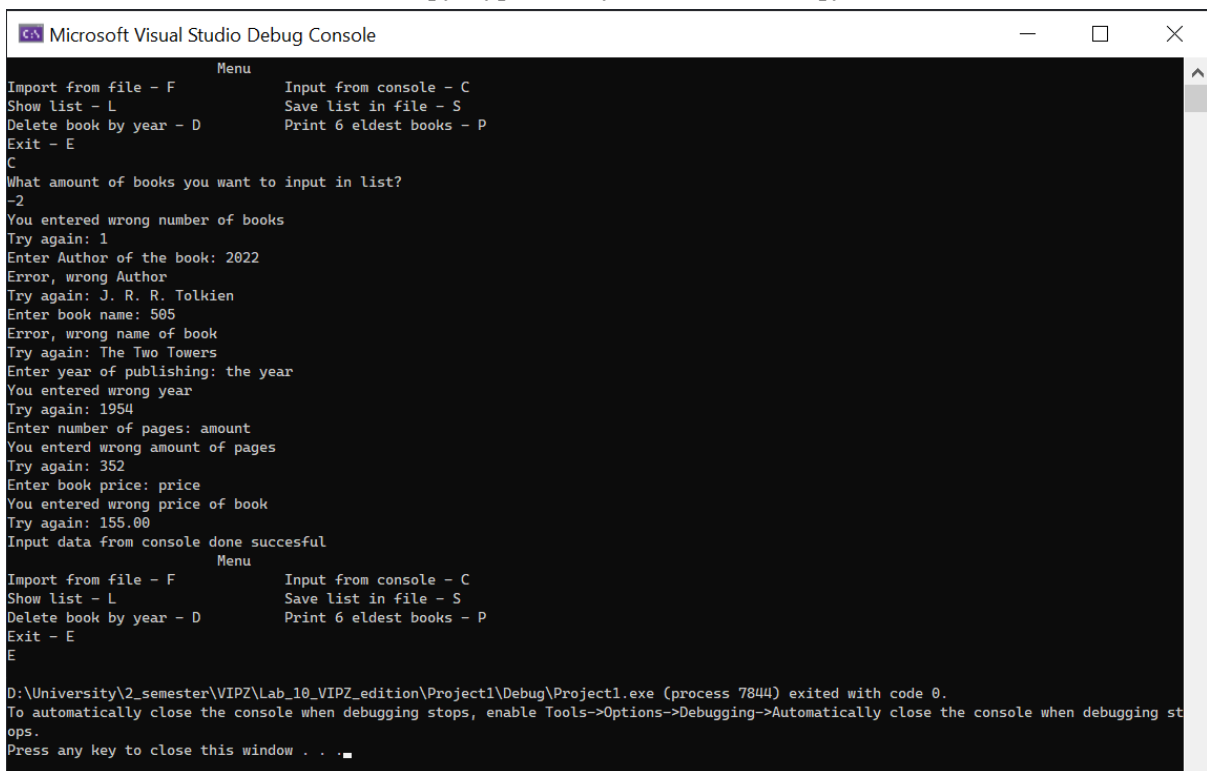 Microsoft Visual Studio Debug Console
Menu
Import from file - F Input from console - C
Show list - L Save list in file - S
Delete book by year - D Print 6 eldest books - P
Exit - E
C
What amount of books you want to input in list?
-2
You entered wrong number of books
Try again: 1
Enter Author of the book: 2022
Error, wrong Author
Try again: J. R. R. Tolkien
Enter book name: 505
Error, wrong name of book
Try again: The Two Towers
Enter year of publishing: the year
You entered wrong year
Try again: 1954
Enter number of pages: amount
You enterd wrong amount of pages
Try again: 352
Enter book price: price
You entered wrong price of book
Try again: 155.00
Input data from console done succesful
Menu
Import from file - F Input from console - C
Show list - L Save list in file - S
Delete book by year - D Print 6 eldest books - P
Exit - E
E
D:\University\2_semester\VIPZ\Lab_10_VIPZ_edition\Project1\Debug\Project1.exe (process 7844) exited with code 0.
To automatically close the console when debugging stops, enable Tools->Options->Debugging->Automatically close the console when debugging st
ops.
Press any key to close this window . . .